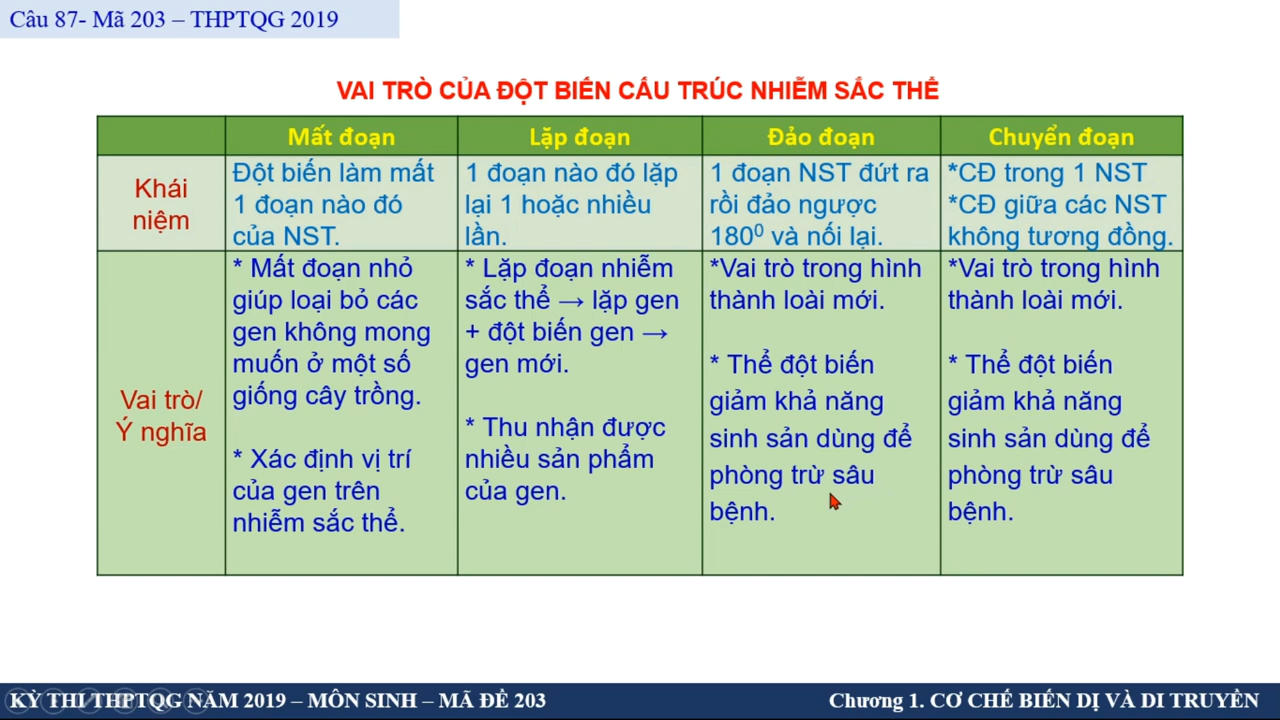 Câu 87- Mã 203 – THPTQG 2019
VAI TRÒ CỦA ĐỘT BIẾN CẤU TRÚC NHIỄM SẮC THỂ
Mất đoạn
Lặp đoạn
Đảo đoạn
Chuyển đoạn
Khái
niệm
Đột biến làm mất
1 đoạn nào đó
của NST.
1 đoạn nào đó lặp
lại 1 hoặc nhiều
lần.
1 đoạn NST đứt ra
rồi đảo ngược
180⁰ và nối lại.
*CĐ trong 1 NST
*CĐ giữa các NST
không tương đồng.
Vai trò/
Ý nghĩa
* Mất đoạn nhỏ
giúp loại bỏ các
gen không mong
muốn ở một số
giống cây trồng.
* Xác định vị trí
của gen trên
nhiễm sắc thể.
* Lặp đoạn nhiễm
sắc thể → lặp gen
+ đột biến gen →
gen mới.
* Thu nhận được
nhiều sản phẩm
của gen.
*Vai trò trong hình
thành loài mới.
* Thể đột biến
giảm khả năng
sinh sản dùng để
phòng trừ sâu
bệnh.
*Vai trò trong hình
thành loài mới.
* Thể đột biến
giảm khả năng
sinh sản dùng để
phòng trừ sâu
bệnh.
KỲ THI THPTQG NĂM 2019 – MÔN SINH – MÃ ĐỀ 203
Chương 1. CƠ CHẾ BIẾN DỊ VÀ DI TRUYỀN